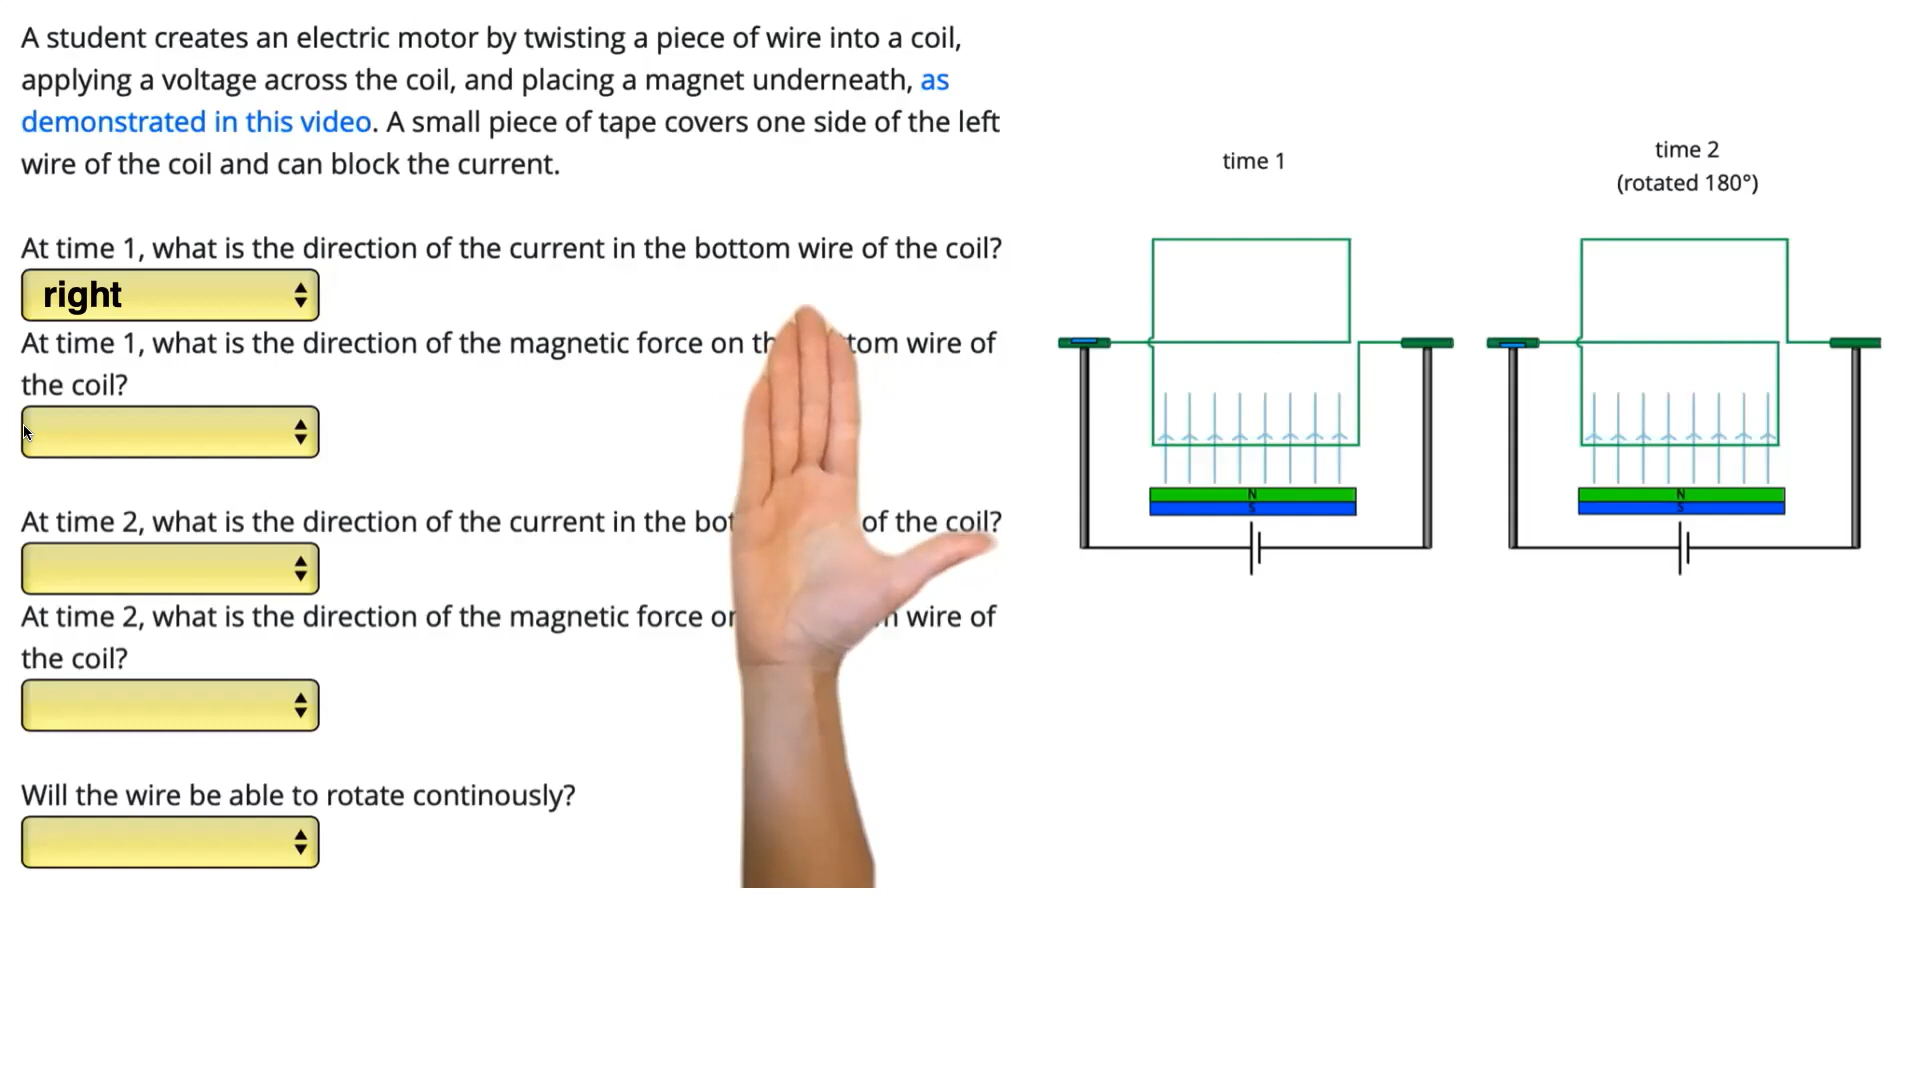 A student creates an electric motor by twisting a piece of wire into a coil,
applying a voltage across the coil, and placing a magnet underneath, as
demonstrated in this video. A small piece of tape covers one side of the left
wire of the coil and can block the current.
At time 1, what is the direction of the current in the bottom wire of the coil?
right
At time 1, what is the direction of the magnetic force on wire of
the coil?
At time 2, what is the direction of the current in the of the coil?
At time 2, what is the direction of the magnetic force wire of
the coil?
Will the wire be able to rotate continously?
time 1
N
S
time 2
(rotated 180°)
N
S